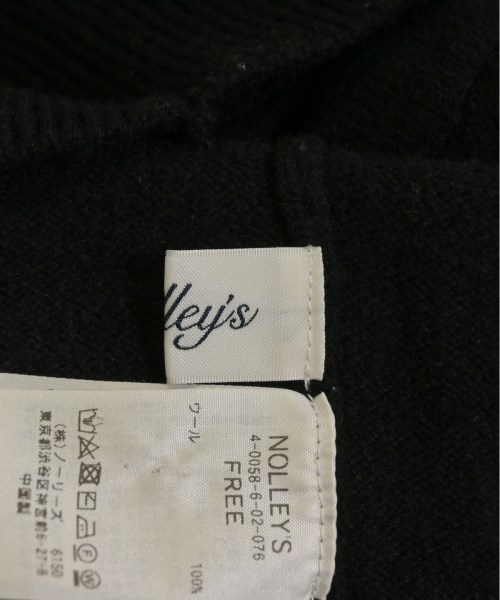 lley's
NOLLEY'S
4-0058-6-02-076
FREE
ウール 100%
(株)ノーリーズ 6150
東京都渋谷区神宮前6-27-8
中国製